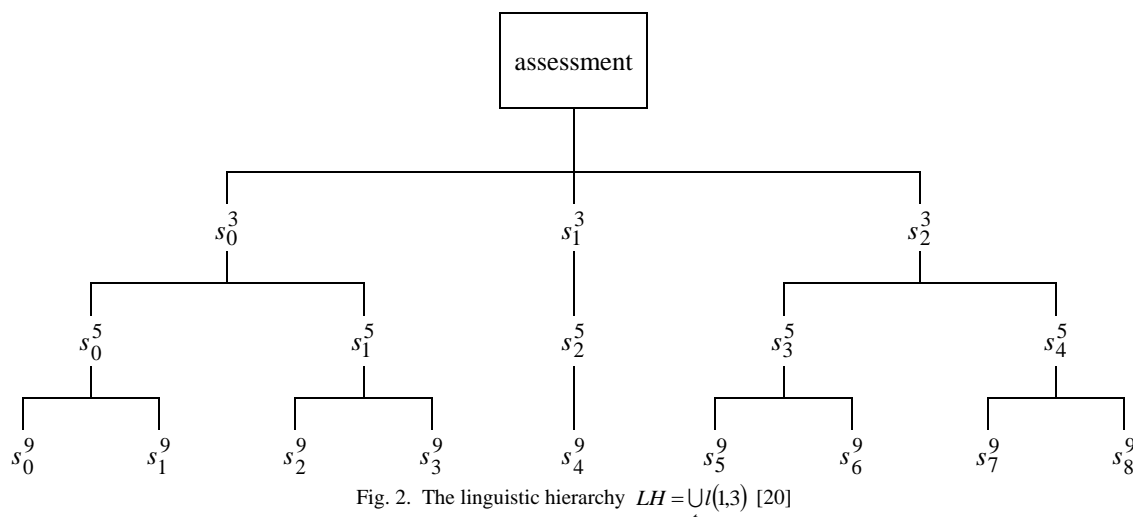 assessment
s_0^3 s_1^3 s_2^3
s_0^5 s_1^5 s_2^5 s_3^5 s_4^5
s_0^9 s_1^9 s_2^9 s_3^9 s_4^9 s_5^9 s_6^9 s_7^9 s_8^9
Fig. 2. The linguistic hierarchy LH = ⋃l(1,3) [20]